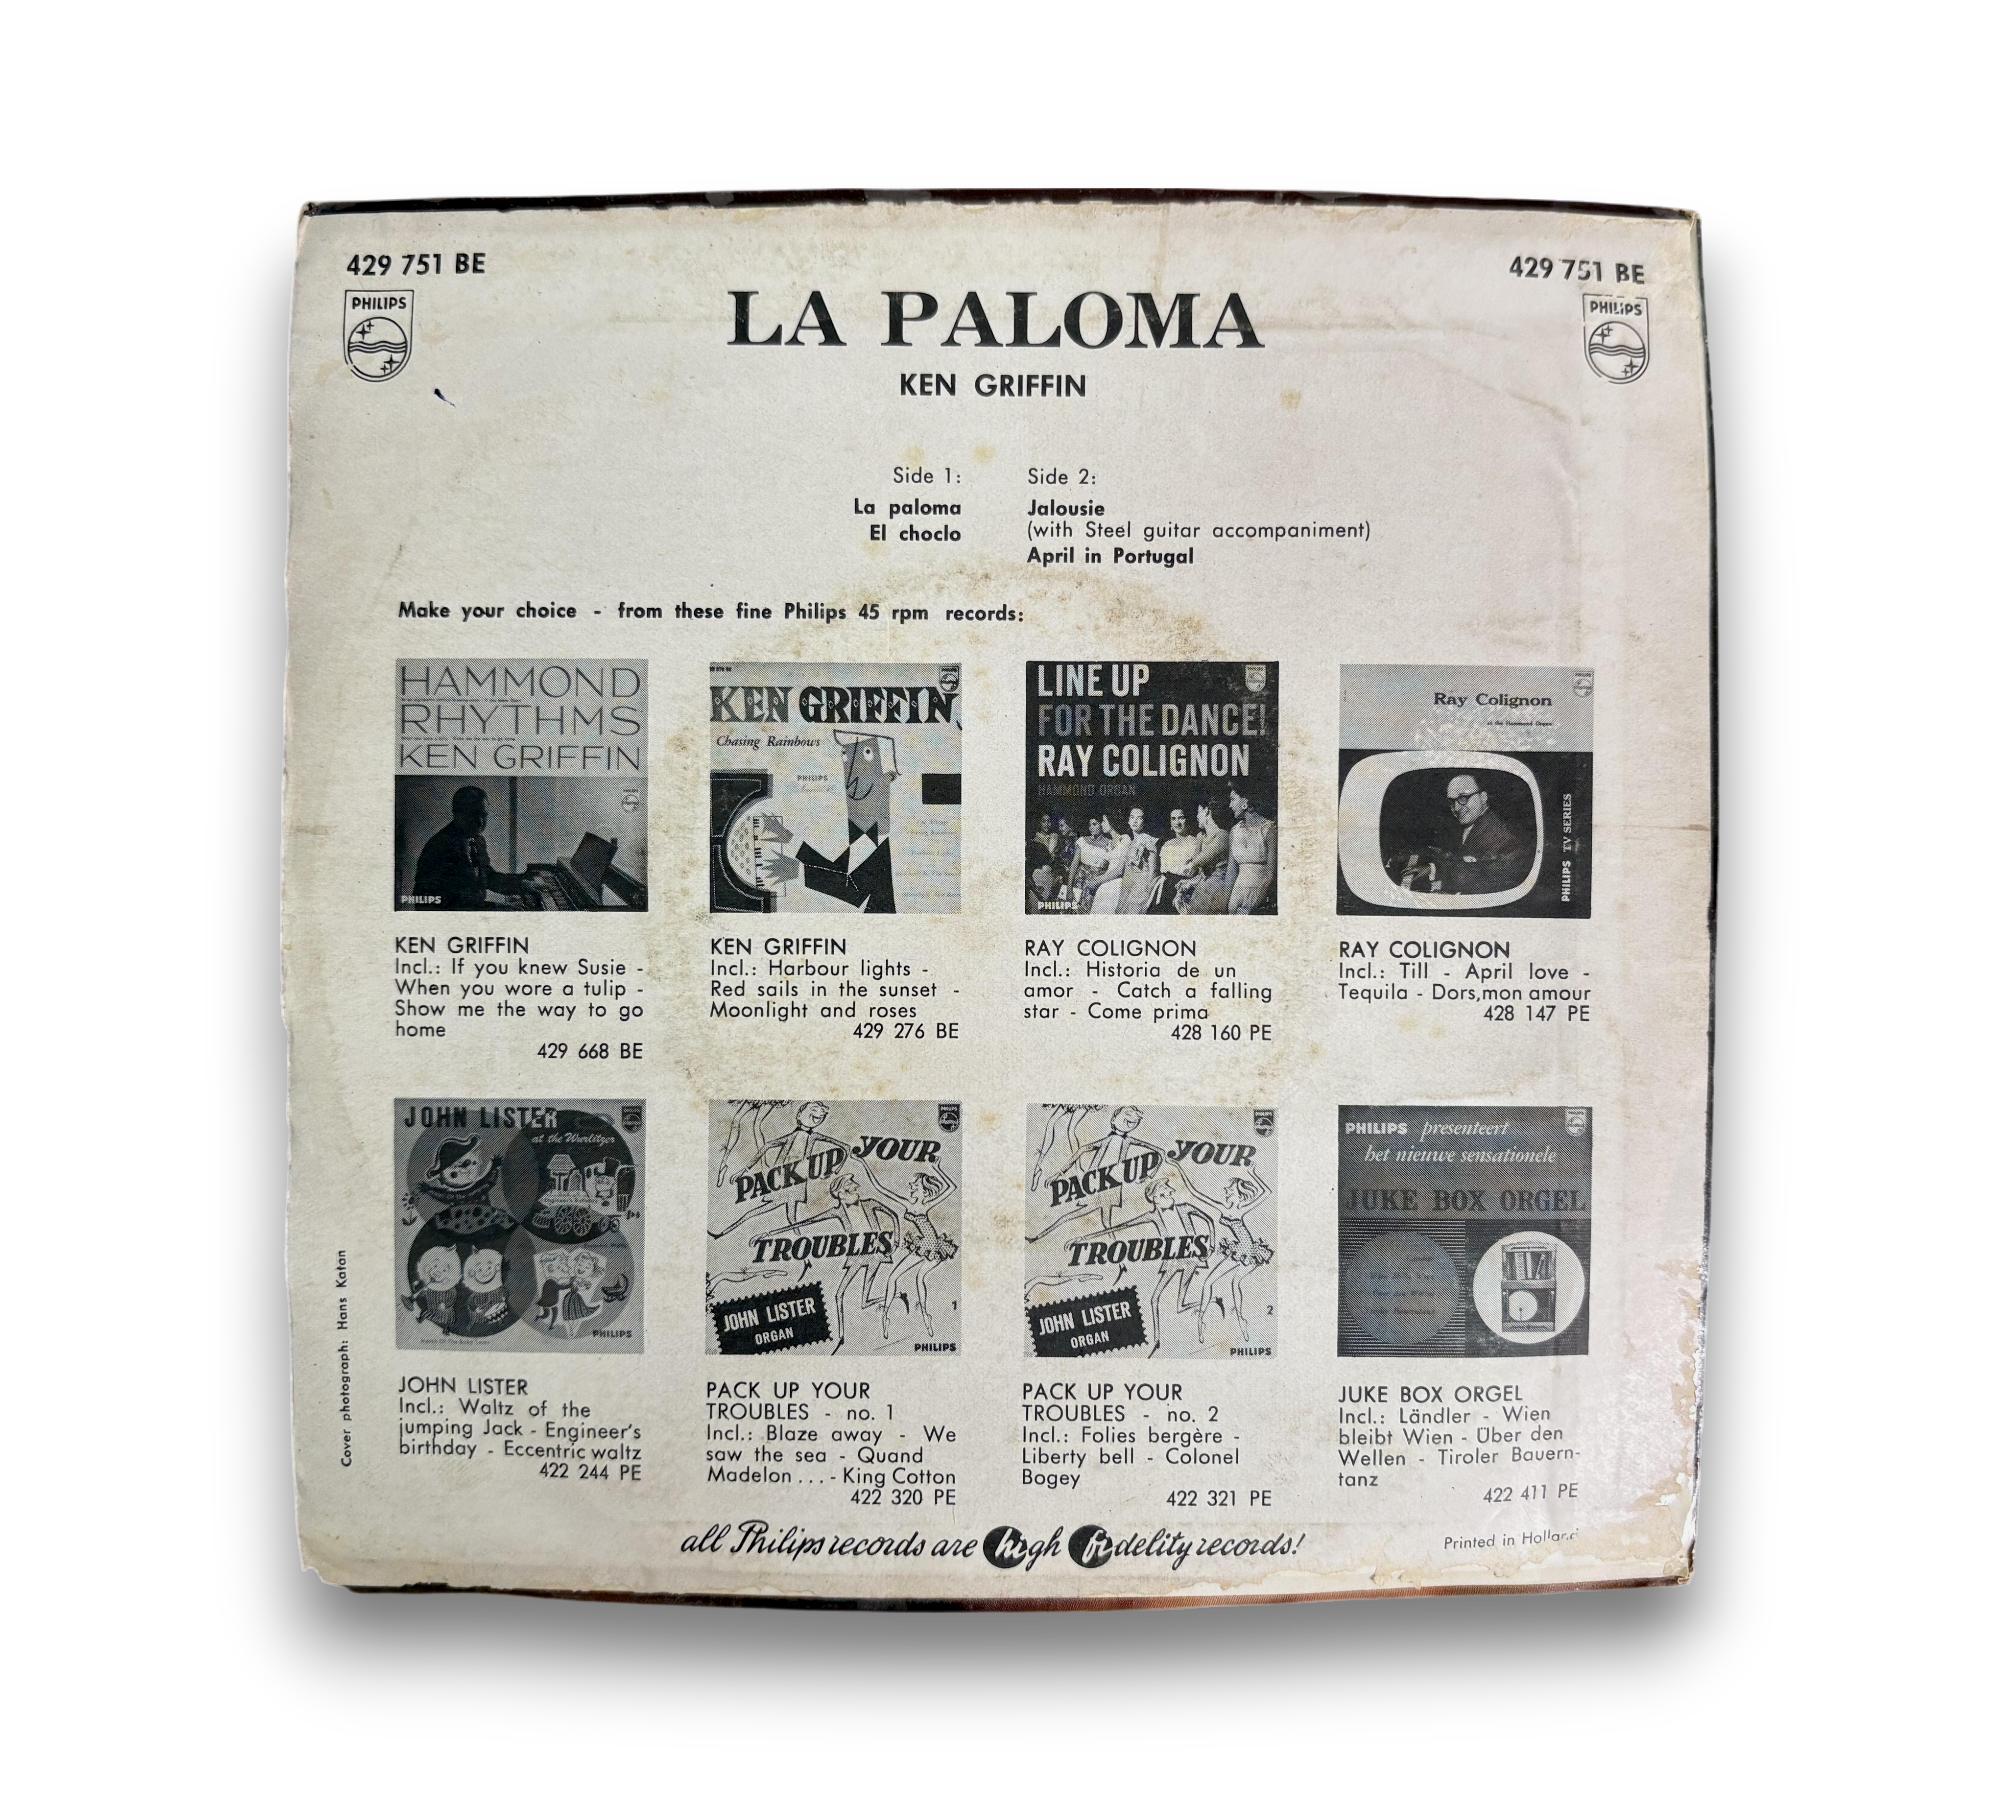 429 751 BE
429 751 BE
PHILIPS
PHILIPS
LA PALOMA
KEN GRIFFIN
Side 1:
La paloma
El choclo
Side 2:
Jalousie
(with Steel guitar accompaniment)
April in Portugal
Make your choice - from these fine Philips 45 rpm records:
HAMMOND
RHYTHMS
KEN GRIFFIN
PHILIPS
KEN GRIFFIN
Incl.: If you knew Susie -
When you wore a tulip -
Show me the way to go
home
429 668 BE
KEN GRIFFIN
Chasing Rainbows
PHILIPS
KEN GRIFFIN
Incl.: Harbour lights -
Red sails in the sunset -
Moonlight and roses
429 276 BE
LINE UP
FOR THE DANCE!
RAY COLIGNON
HAMMOND ORGAN
PHILIPS
RAY COLIGNON
Incl.: Historia de un
amor - Catch a falling
star - Come prima
428 160 PE
Ray Colignon
at the Hammond Organ
PHILIPS TV SERIES
RAY COLIGNON
Incl.: Till - April love -
Tequila - Dors,mon amour
428 147 PE
JOHN LISTER
at the Wurlitzer
PHILIPS
JOHN LISTER
Incl.: Waltz of the
jumping Jack - Engineer's
birthday - Eccentric waltz
422 244 PE
PACK UP YOUR
TROUBLES
JOHN LISTER
ORGAN
1
PHILIPS
PACK UP YOUR
TROUBLES - no. 1
Incl.: Blaze away - We
saw the sea - Quand
Madelon ... - King Cotton
422 320 PE
PACK UP YOUR
TROUBLES
JOHN LISTER
ORGAN
2
PHILIPS
PACK UP YOUR
TROUBLES - no. 2
Incl.: Folies bergère -
Liberty bell - Colonel
Bogey
422 321 PE
PHILIPS presenteert
het nieuwe sensationele
JUKE BOX ORGEL
JUKE BOX ORGEL
Incl.: Ländler - Wien
bleibt Wien - Über den
Wellen - Tiroler Bauern-
tanz
422 411 PE
Cover photograph: Hans Katan
all Philips records are high fidelity records!
Printed in Holland